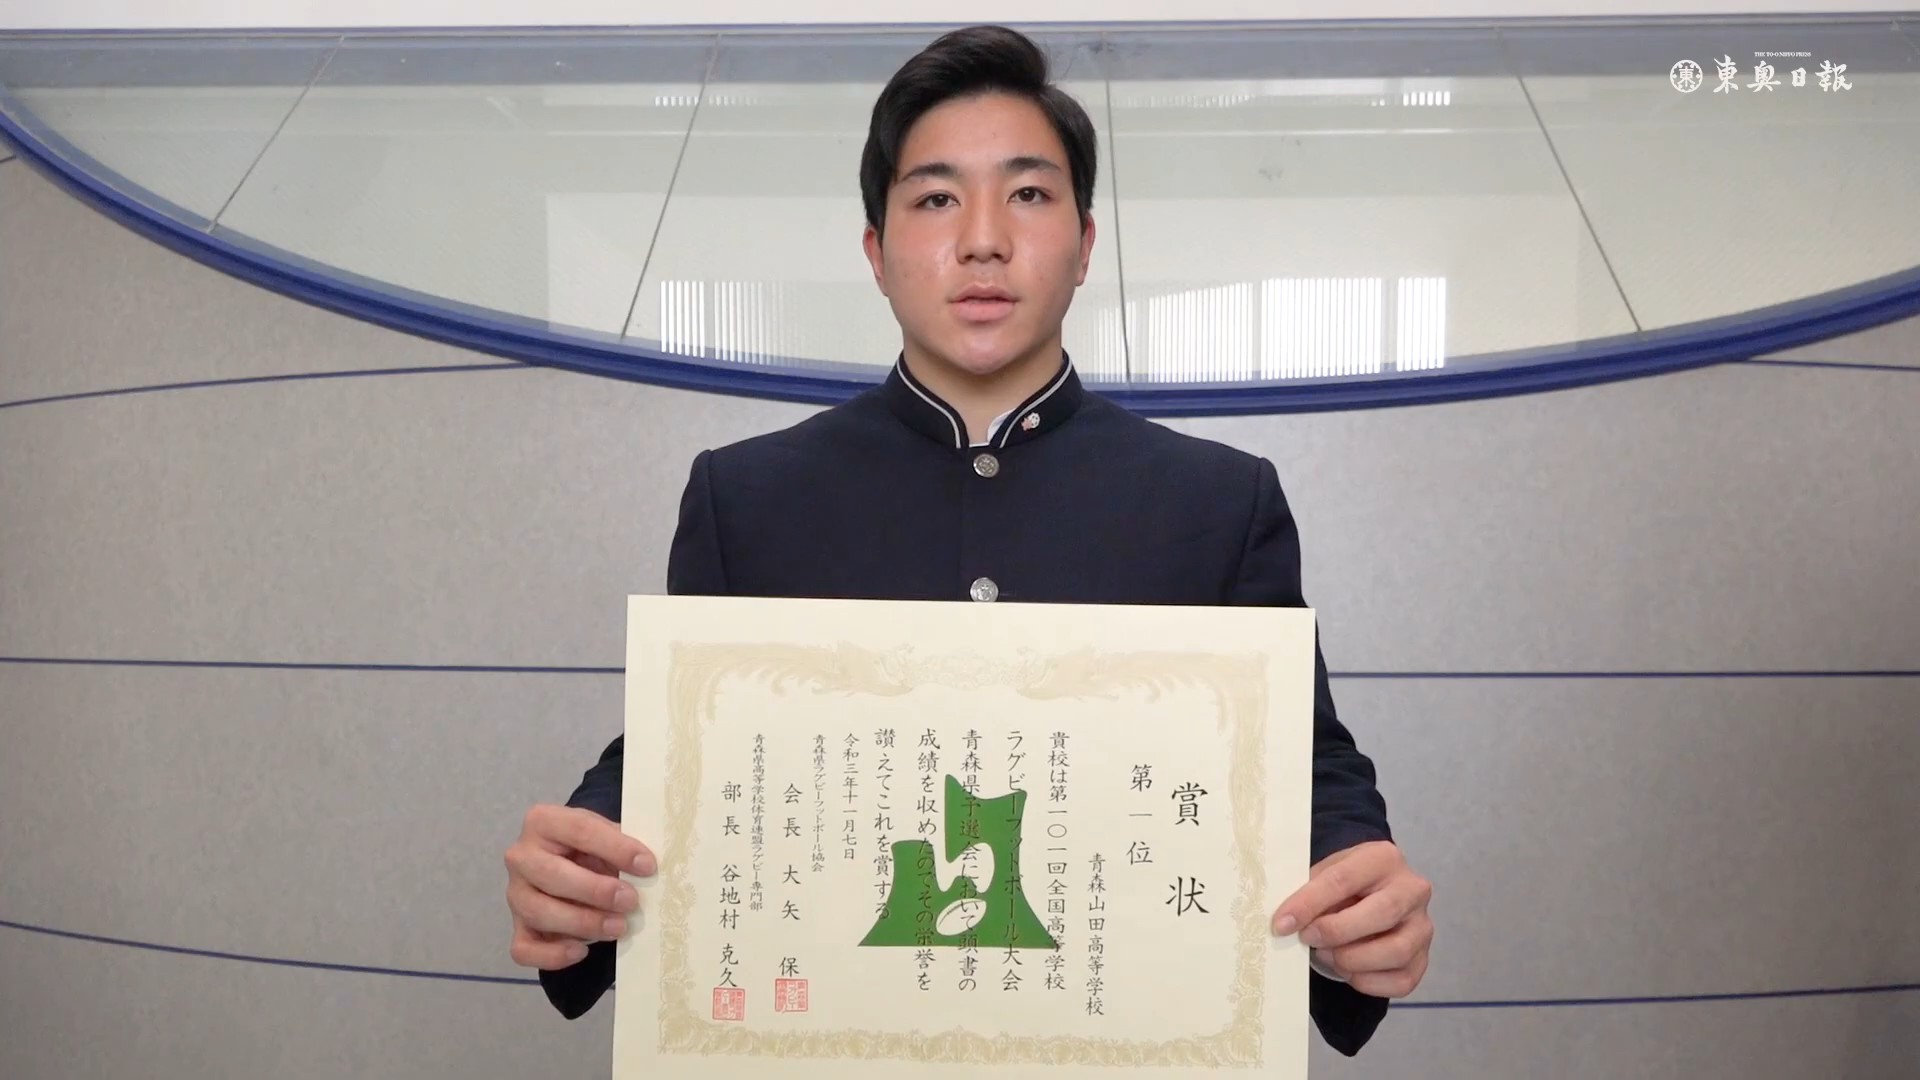 THE TO-O NIPPO PRESS
東奥日報
賞状
第一位
青森山田高等学校
貴校は第一〇一回全国高等学校
ラグビーフットボール大会
青森県予選会において頭書の
成績を収めたのでその栄誉を
讃えてこれを賞する
令和三年十一月七日
青森県ラグビーフットボール協会
会長 大矢 保
青森県高等学校体育連盟ラグビー専門部
部長 谷地村 克久